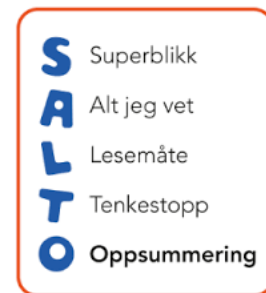 S Superblikk
A Alt jeg vet
L Lesemåte
T Tenkestopp
O Oppsummering